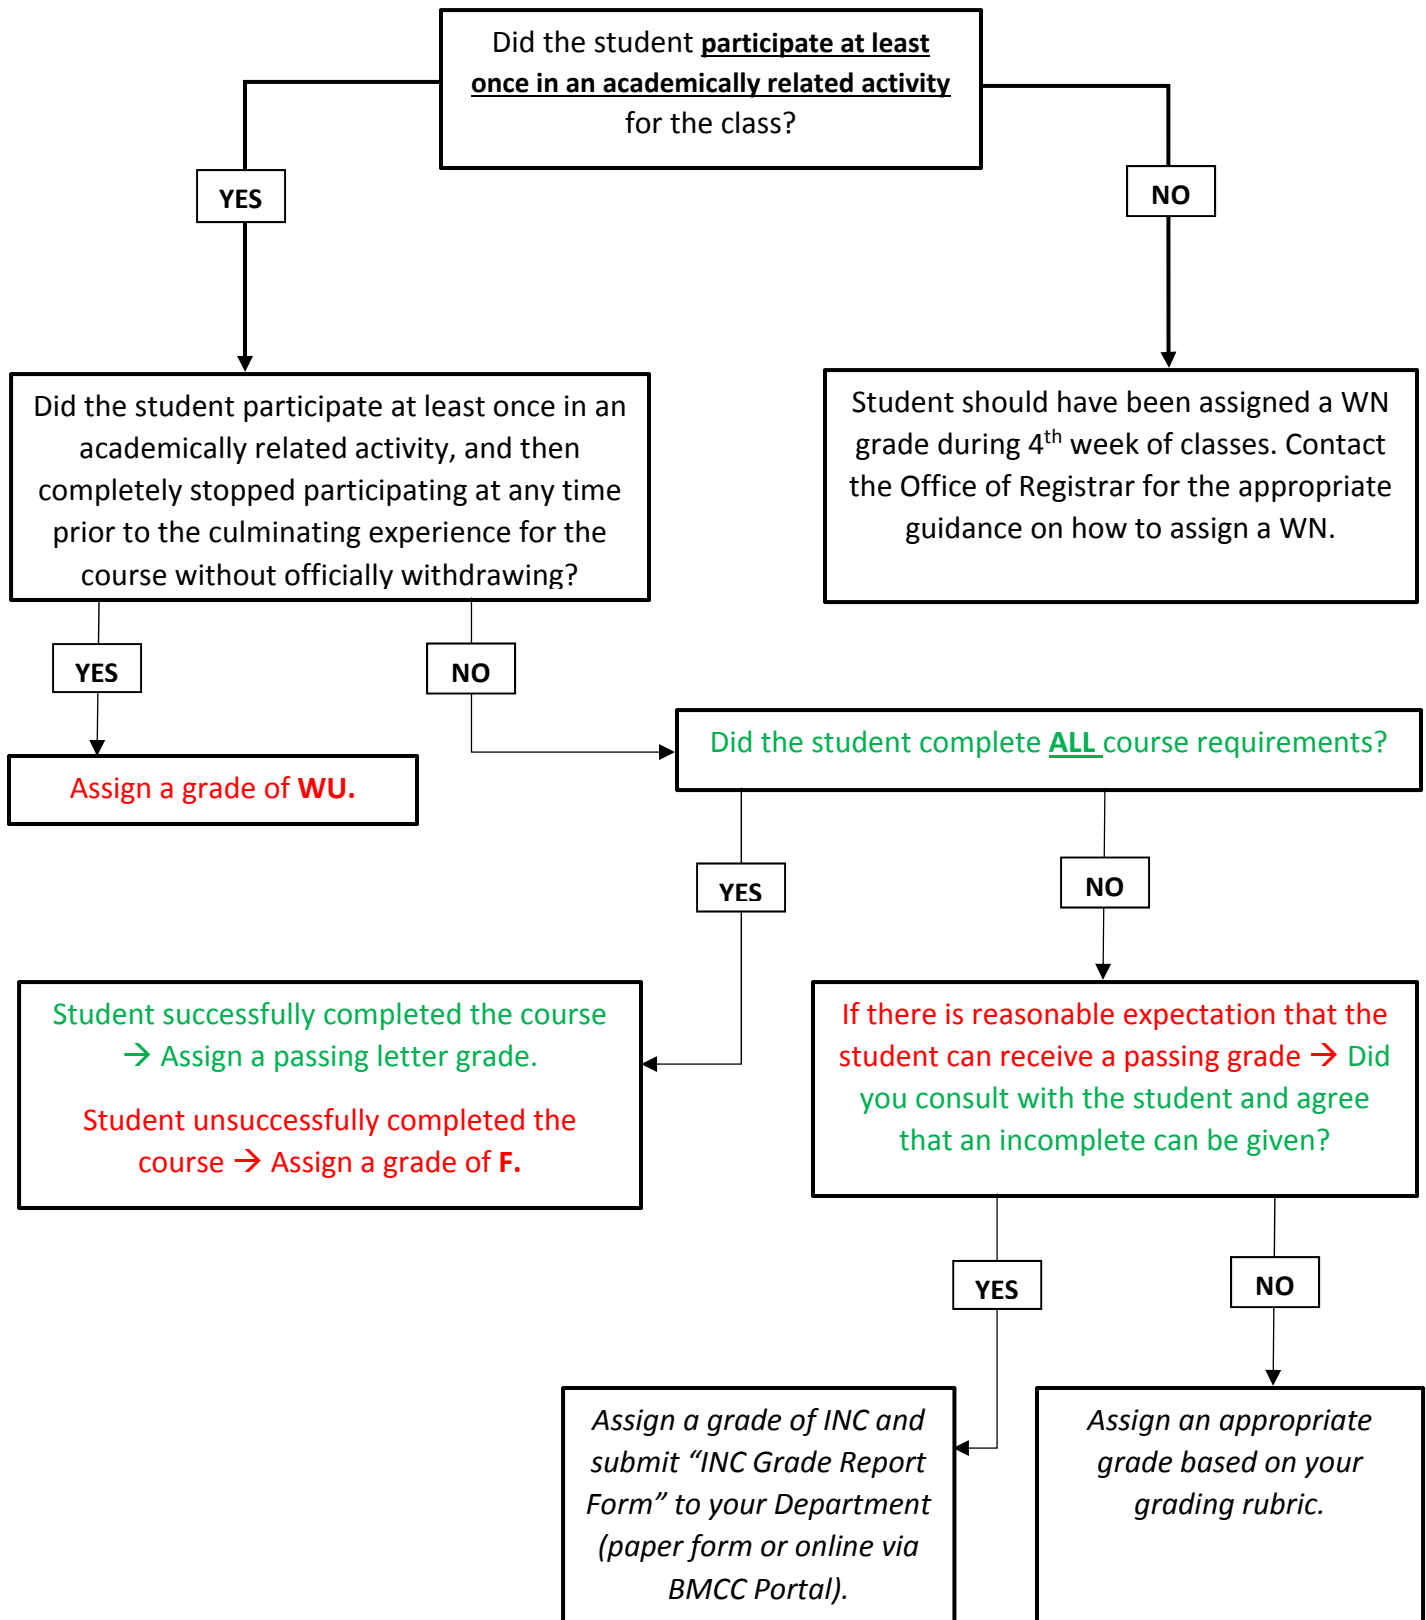 Did the student participate at least
once in an academically related activity
for the class?
YES
NO
Did the student participate at least once in an
academically related activity, and then
completely stopped participating at any time
prior to the culminating experience for the
course without officially withdrawing?
Student should have been assigned a WN
grade during 4th week of classes. Contact
the Office of Registrar for the appropriate
guidance on how to assign a WN.
YES
NO
Assign a grade of WU.
Did the student complete ALL course requirements?
YES
NO
Student successfully completed the course
→ Assign a passing letter grade.
Student unsuccessfully completed the
course → Assign a grade of F.
If there is reasonable expectation that the
student can receive a passing grade → Did
you consult with the student and agree
that an incomplete can be given?
YES
NO
Assign a grade of INC and
submit “INC Grade Report
Form” to your Department
(paper form or online via
BMCC Portal).
Assign an appropriate
grade based on your
grading rubric.